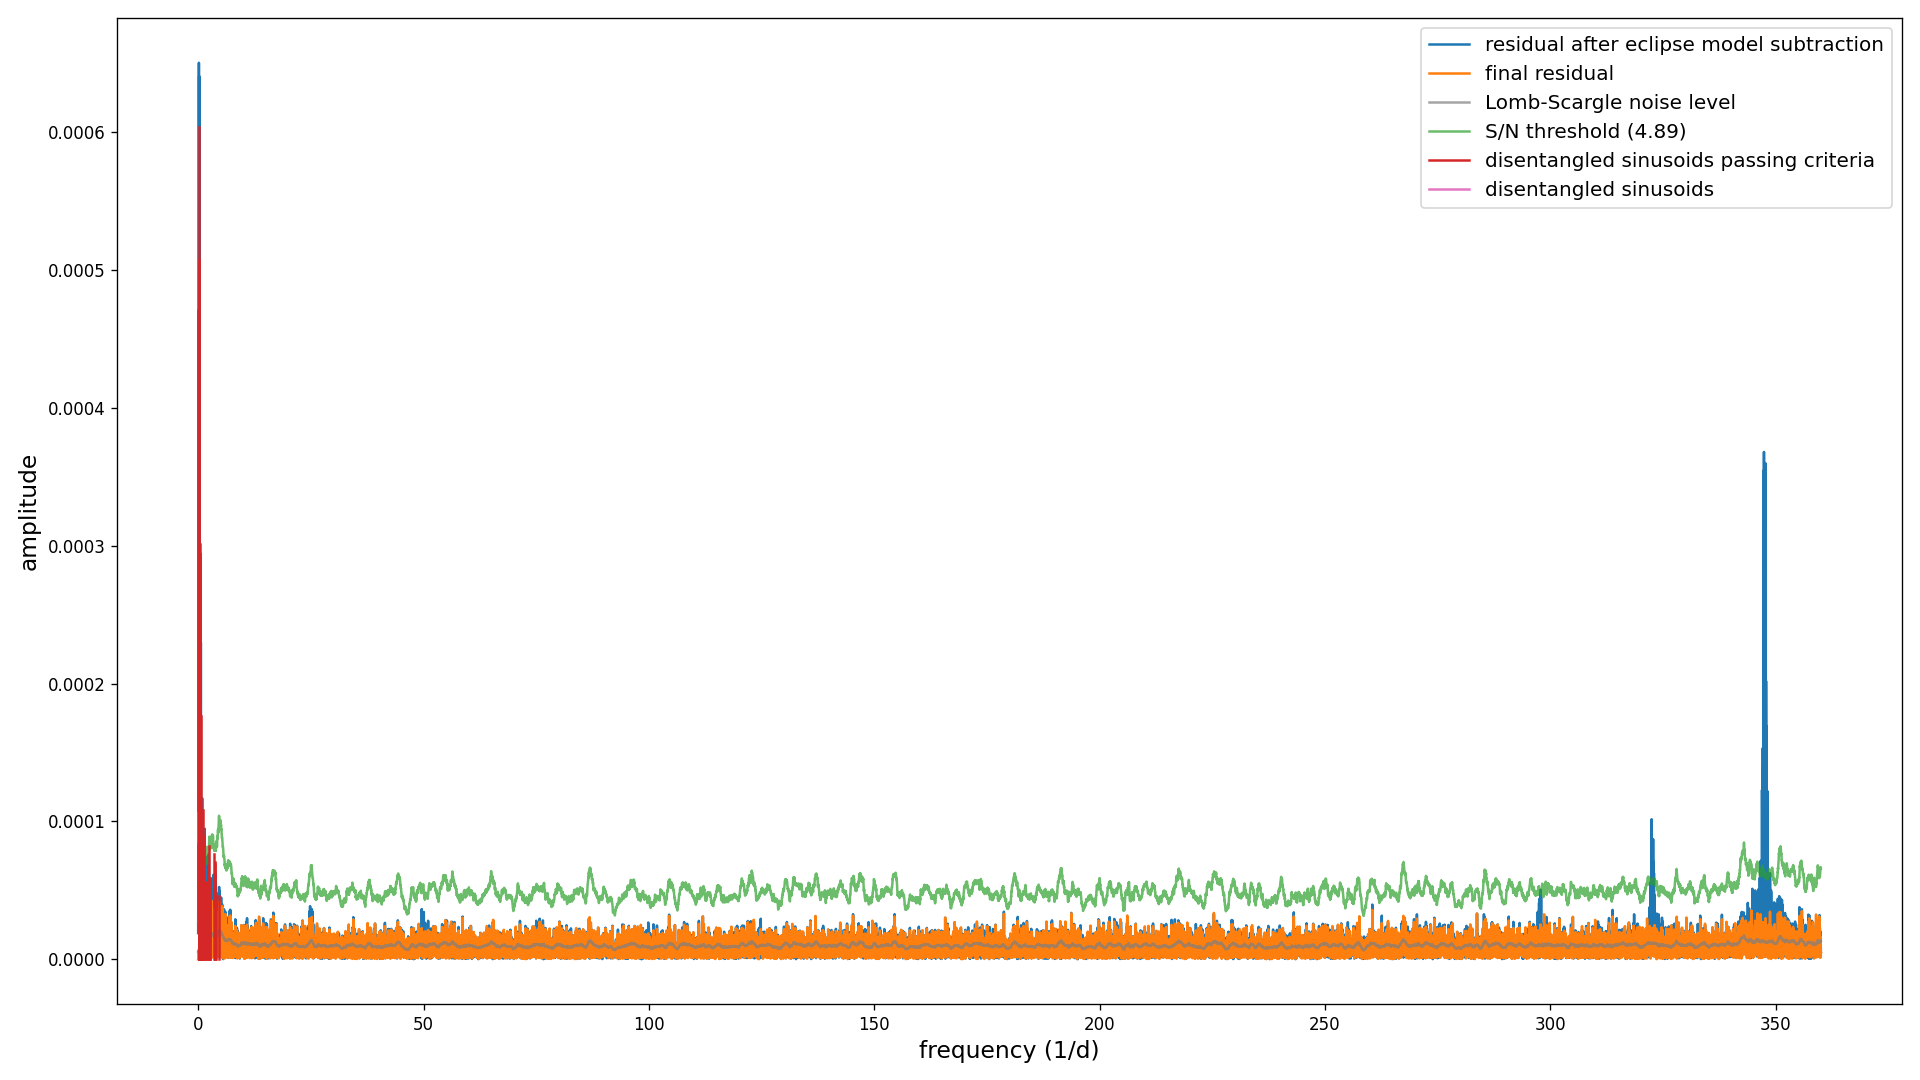 residual after eclipse model subtraction
final residual
Lomb-Scargle noise level
S/N threshold (4.89)
disentangled sinusoids passing criteria
disentangled sinusoids
amplitude
0.0006
0.0005
0.0004
0.0003
0.0002
0.0001
0.0000
0 50 100 150 200 250 300 350
frequency (1/d)